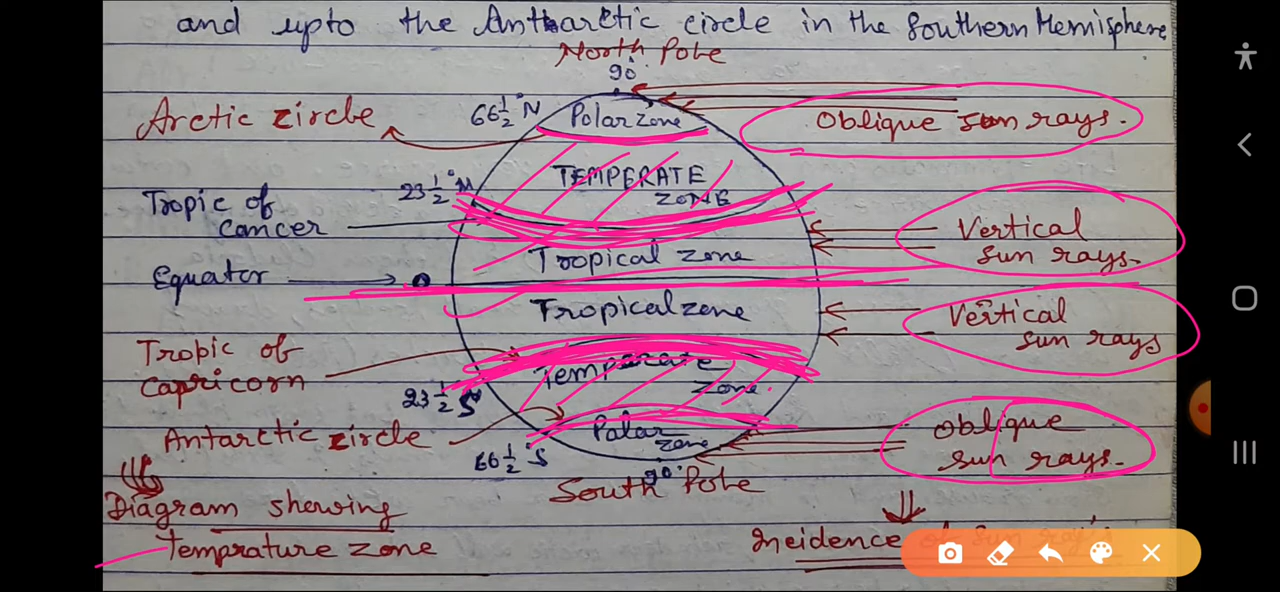 and upto the Antarctic circle in the Southern Hemisphere
North Pole
90°
66½°N
Polar zone
Arctic circle
Oblique sun rays.
TEMPERATE
ZONE
23½°N
Tropic of
cancer
Vertical
sun rays.
Tropical zone
Equator
O
Tropical zone
Vertical
sun rays
Tropic of
capricorn
Temperate
zone.
23½°S
Antarctic circle
Polar
zone
Oblique
sun rays.
66½°S
90°
South Pole
Diagram showing
Temprature zone
Incidence of sun ray's